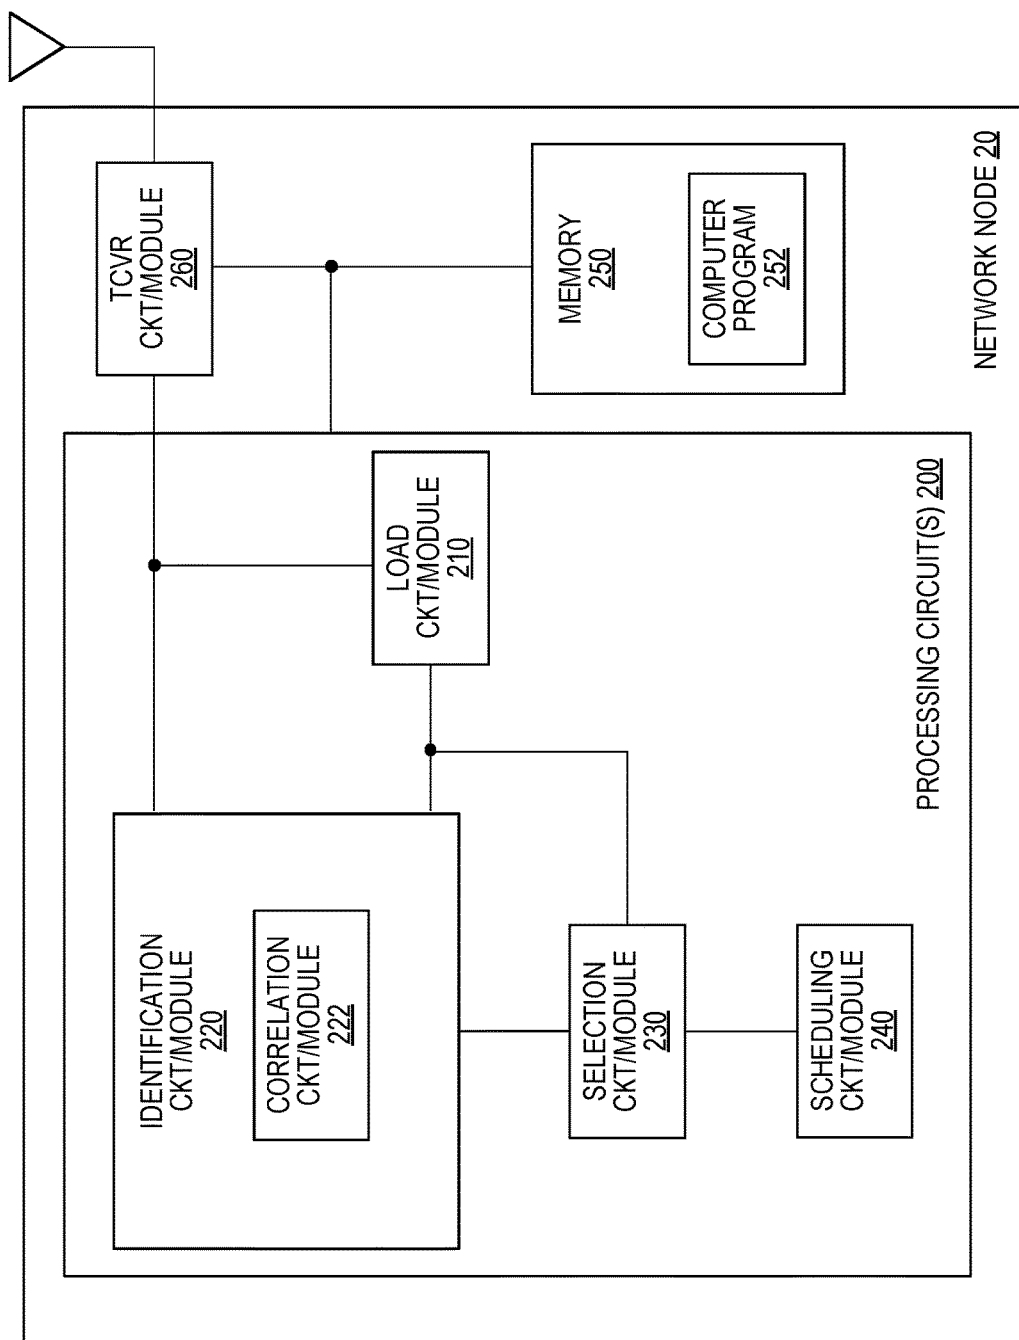 TCVR
CKT/MODULE
260
MEMORY
250
COMPUTER
PROGRAM
252
NETWORK NODE 20
LOAD
CKT/MODULE
210
IDENTIFICATION
CKT/MODULE
220
CORRELATION
CKT/MODULE
222
SELECTION
CKT/MODULE
230
SCHEDULING
CKT/MODULE
240
PROCESSING CIRCUIT(S) 200